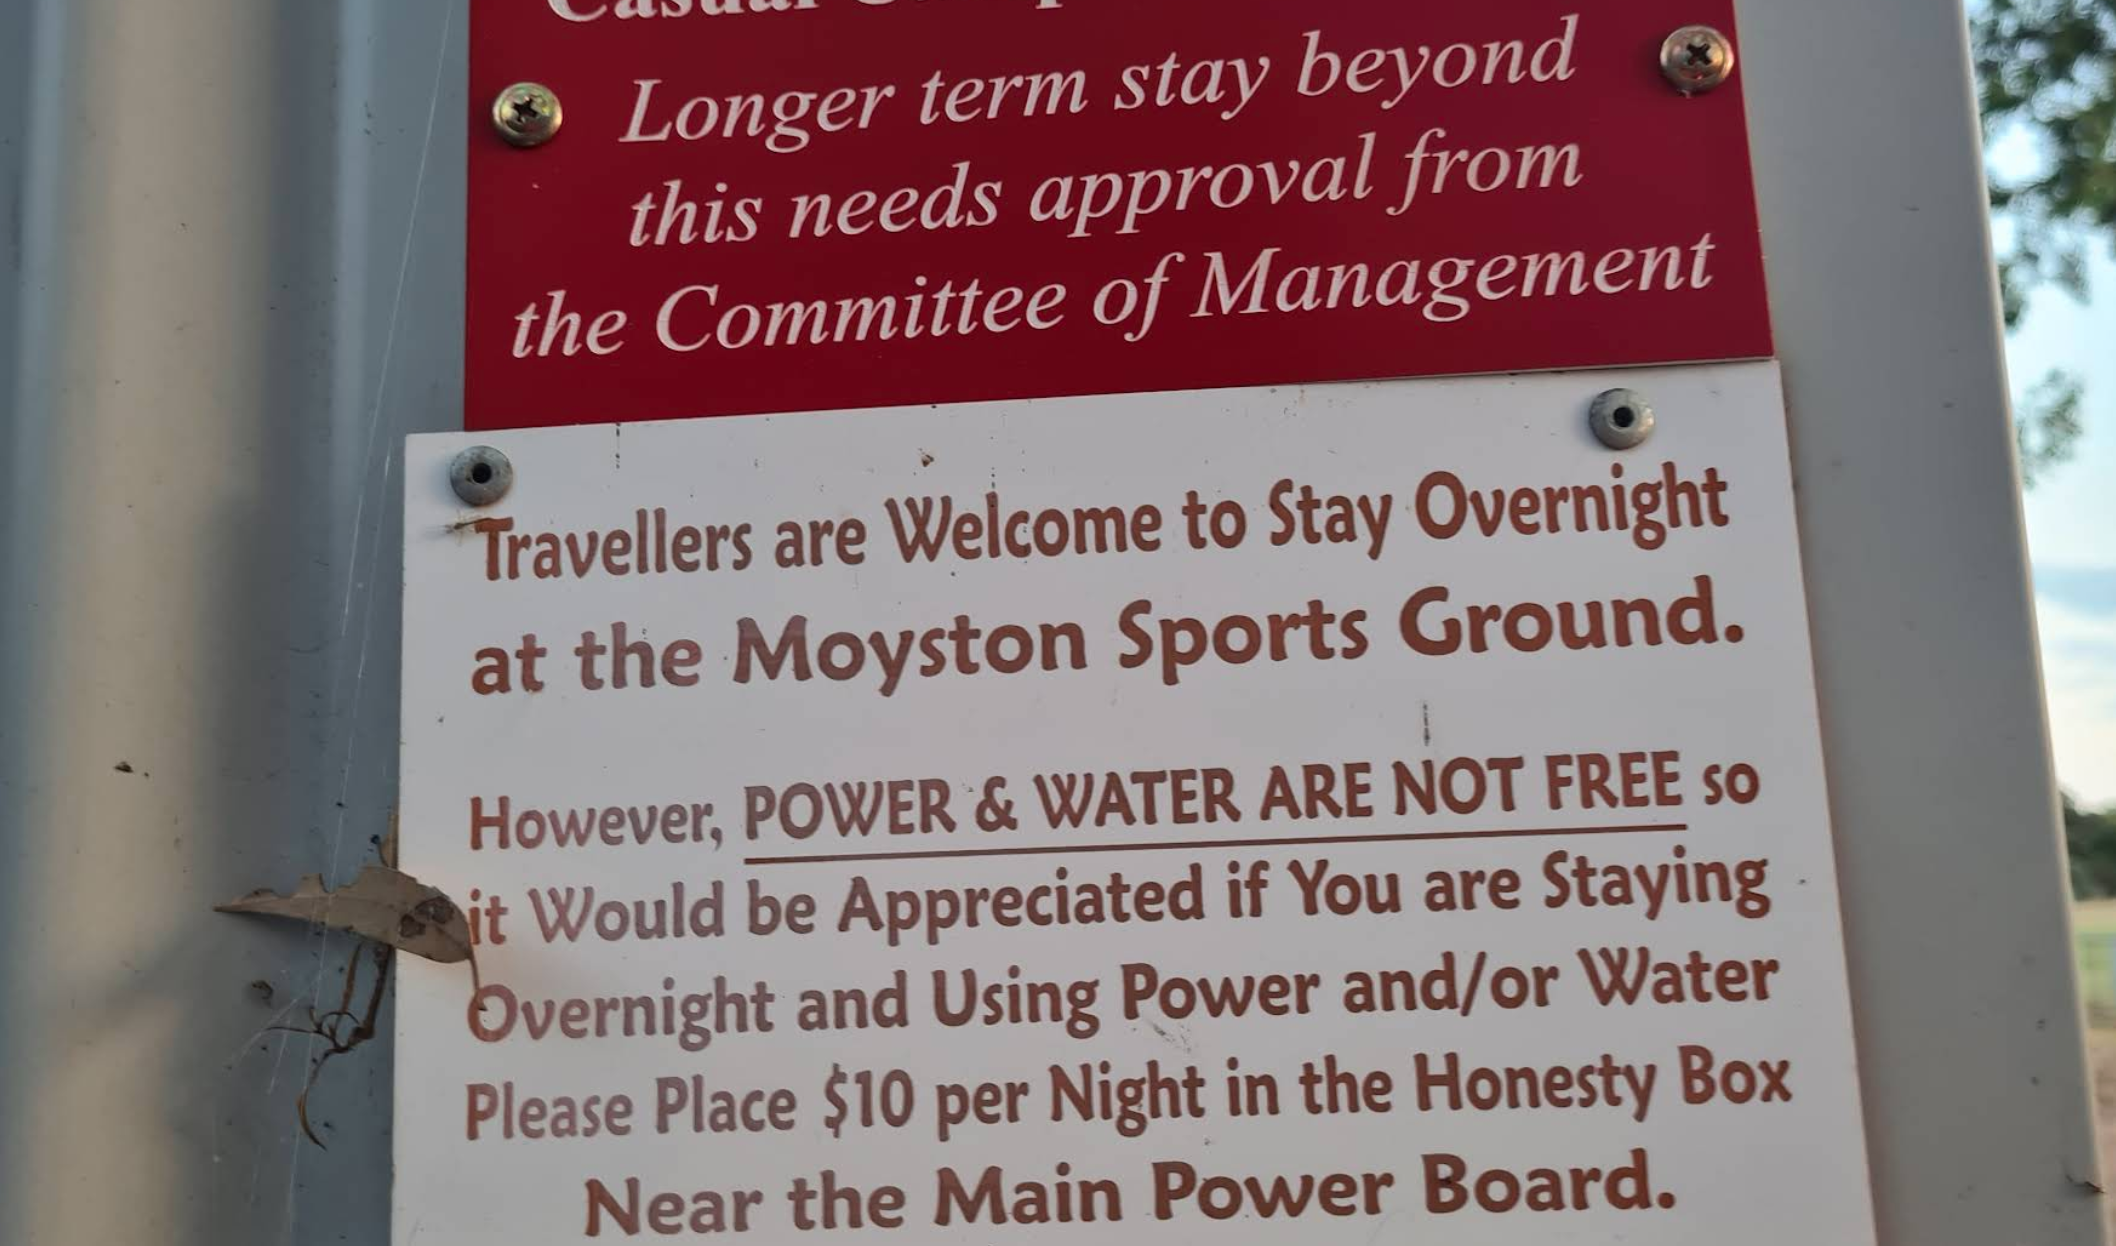 Casual
Longer term stay beyond
this needs approval from
the Committee of Management
Travellers are Welcome to Stay Overnight
at the Moyston Sports Ground.
However, POWER & WATER ARE NOT FREE so
it Would be Appreciated if You are Staying
Overnight and Using Power and/or Water
Please Place $10 per Night in the Honesty Box
Near the Main Power Board.